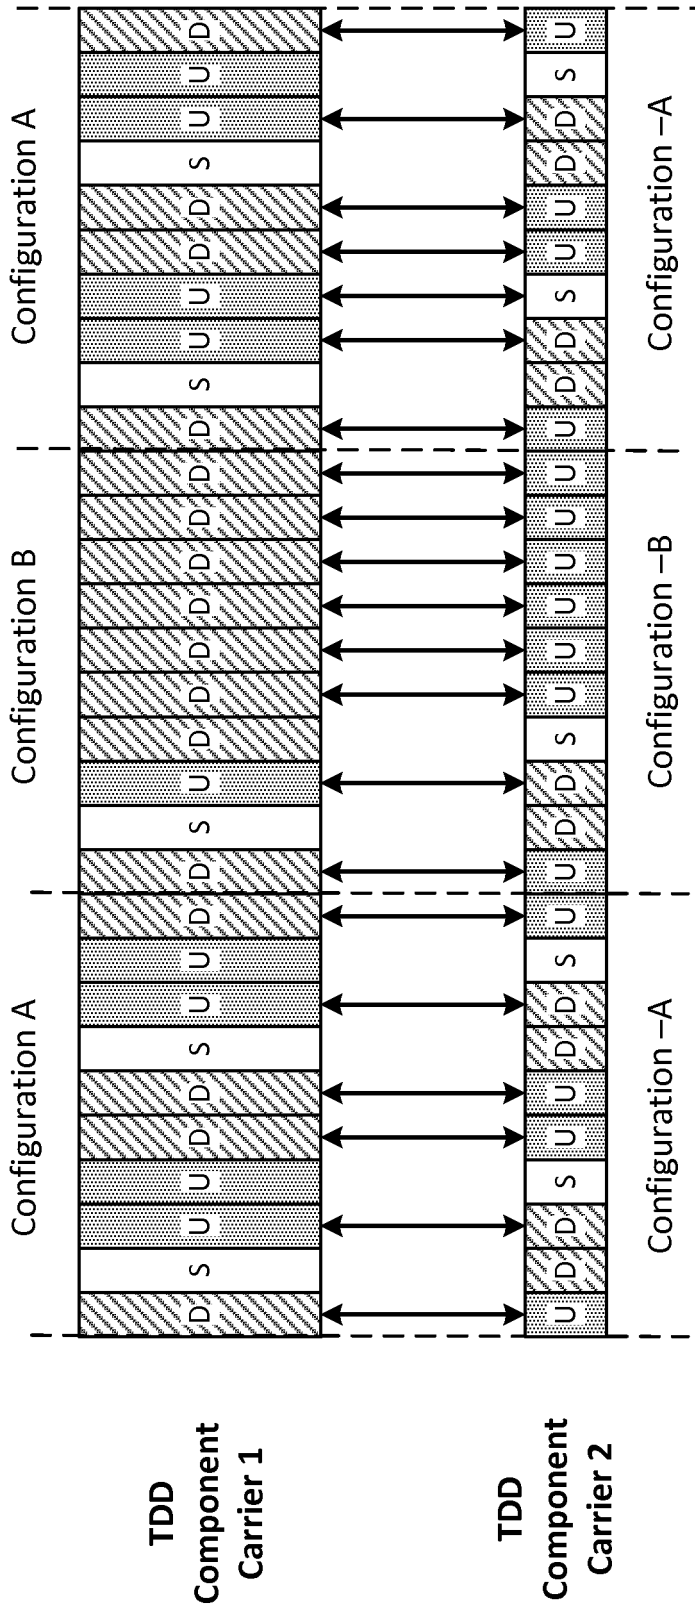 Configuration A Configuration B Configuration A
TDD
Component
Carrier 1
D S U U D D S U U D D S U D D D D D D D D S U U D D S U U D
TDD
Component
Carrier 2
U D D S U U D D S U U D D S U U U U U U U D D S U U D D S U
Configuration –A Configuration –B Configuration –A